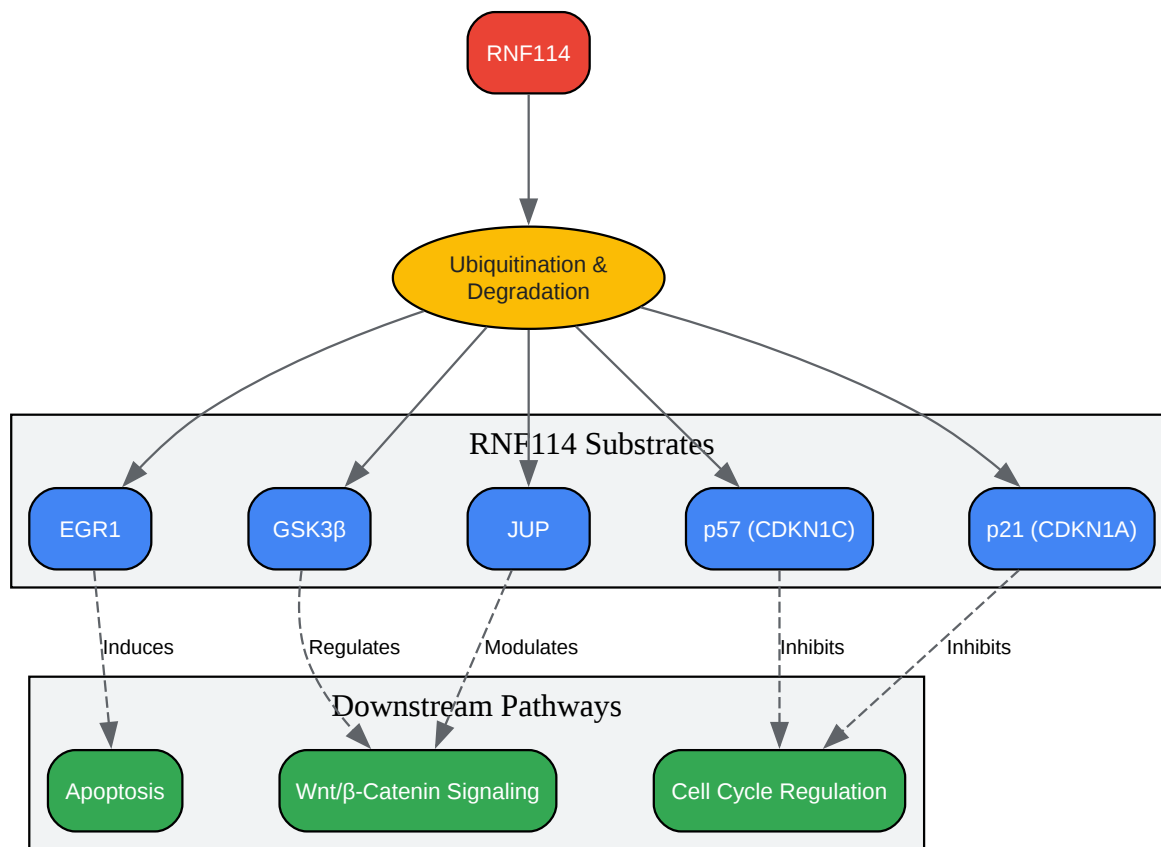 RNF114
Ubiquitination &
Degradation
RNF114 Substrates
EGR1
GSK3β
JUP
p57 (CDKN1C)
p21 (CDKN1A)
Induces
Regulates
Modulates
Inhibits
Inhibits
Downstream Pathways
Apoptosis
Wnt/β-Catenin Signaling
Cell Cycle Regulation